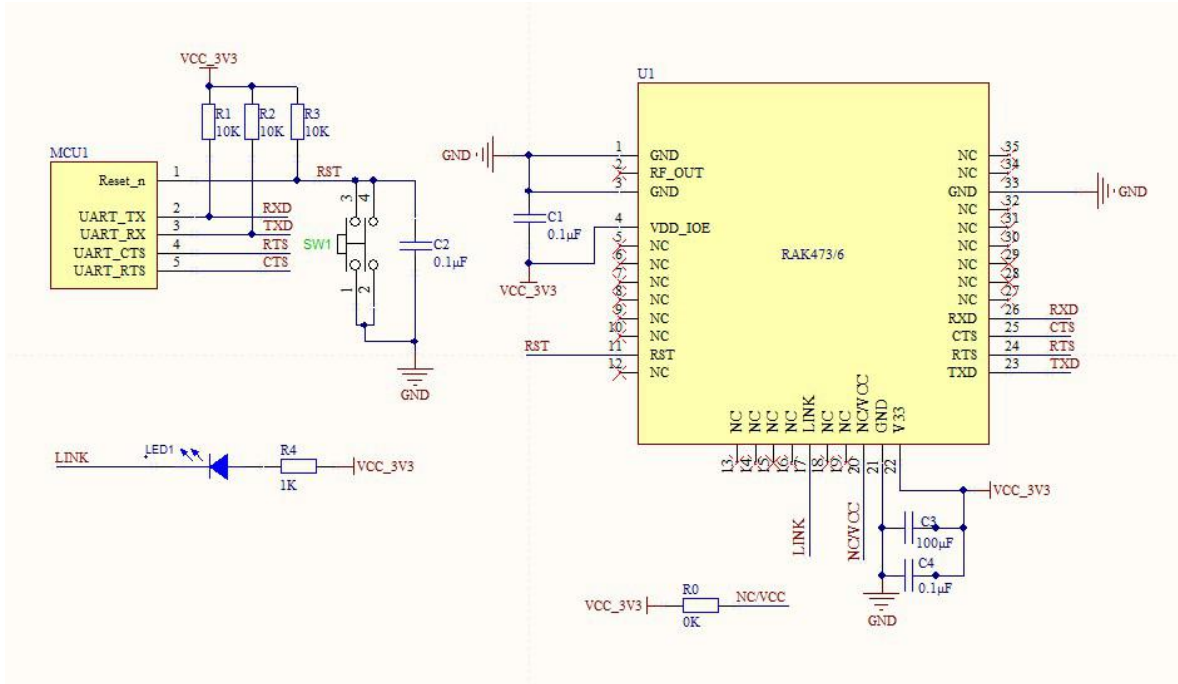 VCC_3V3
R1
10K
R2
10K
R3
10K
MCU1
Reset_n
1
RST
UART_TX
2
RXD
UART_RX
3
TXD
UART_CTS
4
RTS
UART_RTS
5
CTS
3
4
SW1
1
2
C2
0.1µF
GND
LINK
LED1
R4
1K
VCC_3V3
U1
RAK473/6
GND
1
GND
2
RF_OUT
3
GND
C1
0.1µF
4
VDD_IOE
VCC_3V3
5
NC
6
NC
7
NC
8
NC
9
NC
10
NC
RST
11
RST
12
NC
NC
35
NC
34
GND
33
GND
NC
32
NC
31
NC
30
NC
29
NC
28
NC
27
RXD
26
RXD
CTS
25
CTS
RTS
24
RTS
TXD
23
TXD
NC
NC
NC
NC
LINK
NC
NC
NC/VCC
GND
V33
13
14
15
16
17
18
19
20
21
22
LINK
NC/VCC
VCC_3V3
C3
100µF
C4
0.1µF
GND
VCC_3V3
R0
0K
NC/VCC